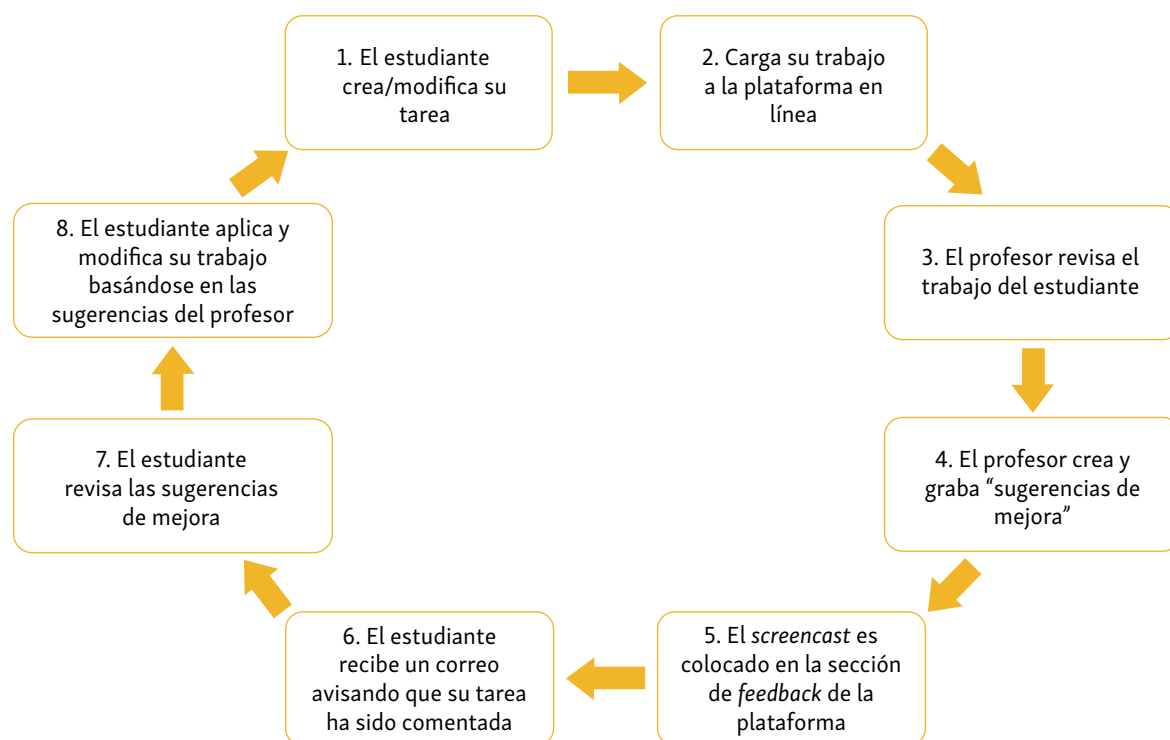 1. El estudiante
crea/modifica su
tarea
2. Carga su trabajo
a la plataforma en
línea
3. El profesor revisa el
trabajo del estudiante
4. El profesor crea y
graba “sugerencias de
mejora”
5. El screencast es
colocado en la sección
de feedback de la
plataforma
6. El estudiante
recibe un correo
avisando que su tarea
ha sido comentada
7. El estudiante
revisa las sugerencias
de mejora
8. El estudiante aplica y
modifica su trabajo
basándose en las
sugerencias del profesor